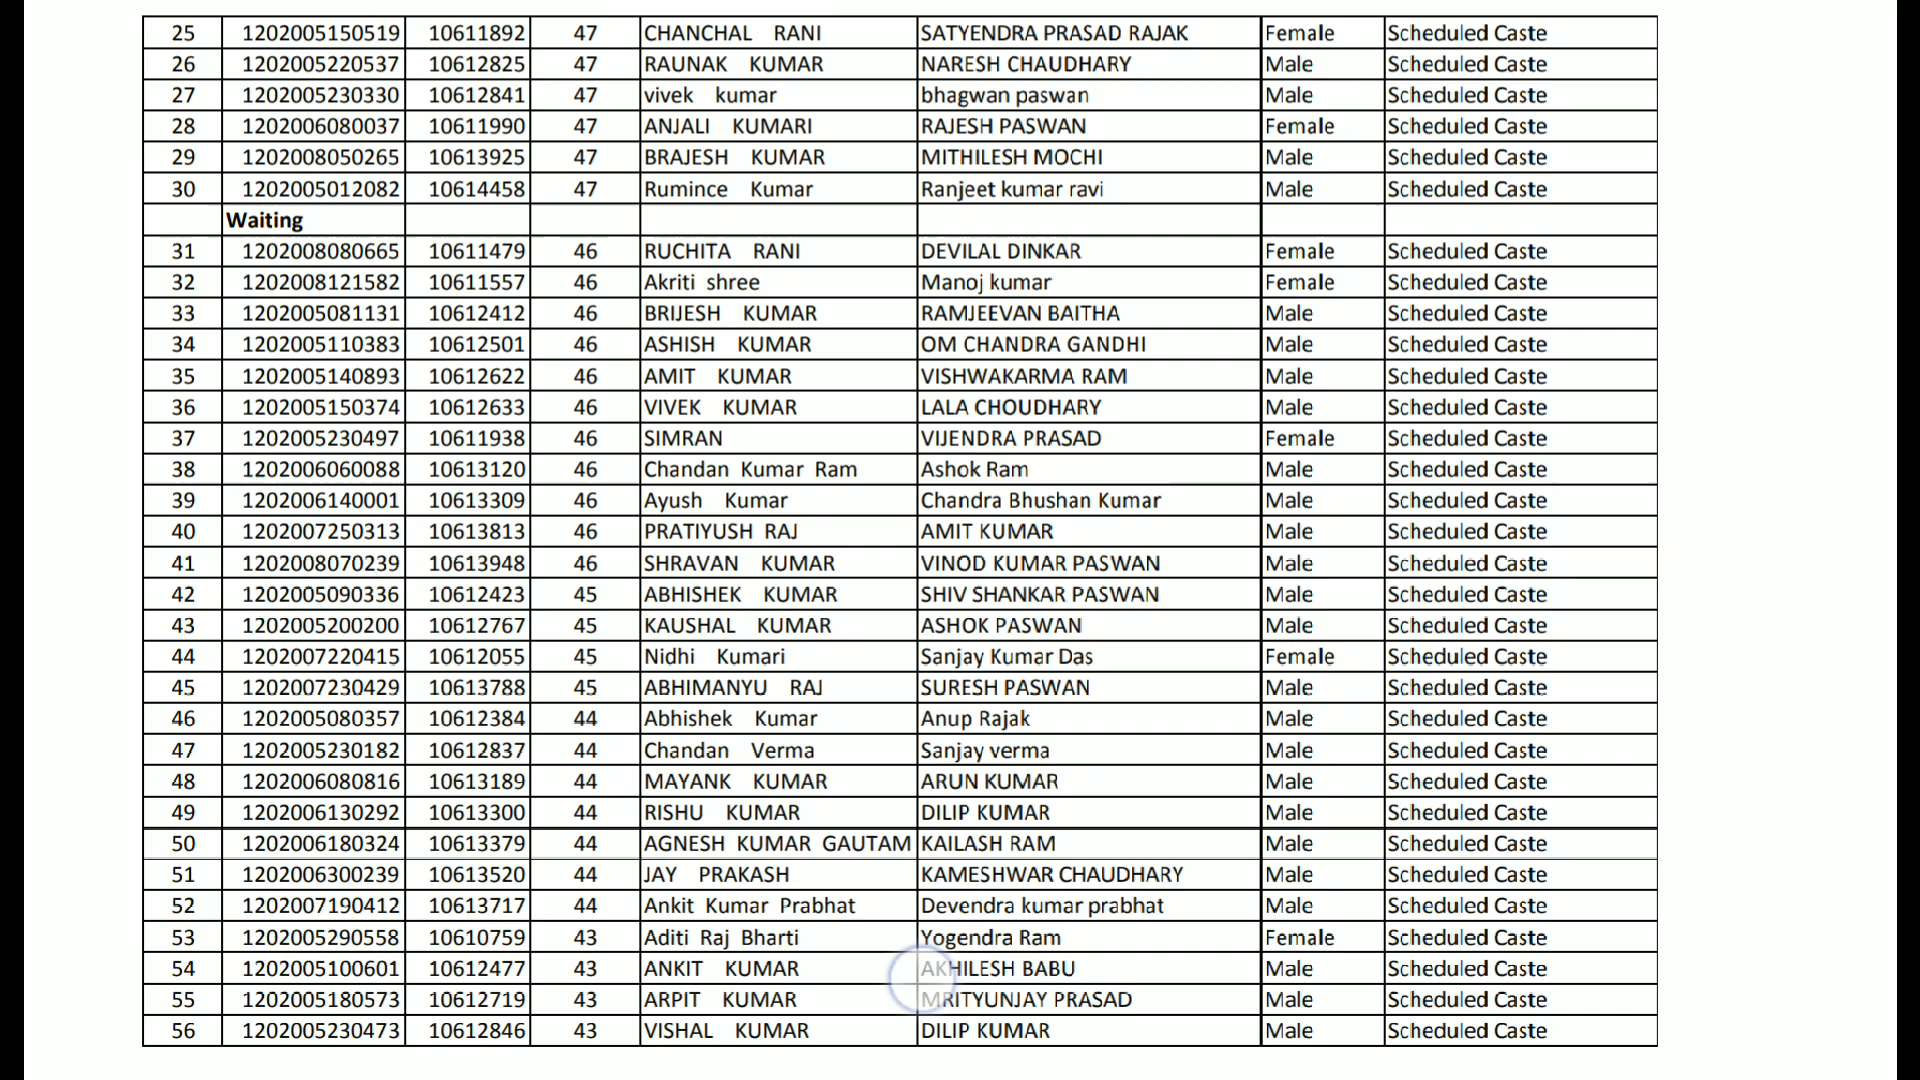 25 1202005150519 10611892 47 CHANCHAL RANI SATYENDRA PRASAD RAJAK Female Scheduled Caste
26 1202005220537 10612825 47 RAUNAK KUMAR NARESH CHAUDHARY Male Scheduled Caste
27 1202005230330 10612841 47 vivek kumar bhagwan paswan Male Scheduled Caste
28 1202006080037 10611990 47 ANJALI KUMARI RAJESH PASWAN Female Scheduled Caste
29 1202008050265 10613925 47 BRAJESH KUMAR MITHILESH MOCHI Male Scheduled Caste
30 1202005012082 10614458 47 Rumince Kumar Ranjeet kumar ravi Male Scheduled Caste
Waiting
31 1202008080665 10611479 46 RUCHITA RANI DEVILAL DINKAR Female Scheduled Caste
32 1202008121582 10611557 46 Akriti shree Manoj kumar Female Scheduled Caste
33 1202005081131 10612412 46 BRIJESH KUMAR RAMJEEVAN BAITHA Male Scheduled Caste
34 1202005110383 10612501 46 ASHISH KUMAR OM CHANDRA GANDHI Male Scheduled Caste
35 1202005140893 10612622 46 AMIT KUMAR VISHWAKARMA RAM Male Scheduled Caste
36 1202005150374 10612633 46 VIVEK KUMAR LALA CHOUDHARY Male Scheduled Caste
37 1202005230497 10611938 46 SIMRAN VIJENDRA PRASAD Female Scheduled Caste
38 1202006060088 10613120 46 Chandan Kumar Ram Ashok Ram Male Scheduled Caste
39 1202006140001 10613309 46 Ayush Kumar Chandra Bhushan Kumar Male Scheduled Caste
40 1202007250313 10613813 46 PRATIYUSH RAJ AMIT KUMAR Male Scheduled Caste
41 1202008070239 10613948 46 SHRAVAN KUMAR VINOD KUMAR PASWAN Male Scheduled Caste
42 1202005090336 10612423 45 ABHISHEK KUMAR SHIV SHANKAR PASWAN Male Scheduled Caste
43 1202005200200 10612767 45 KAUSHAL KUMAR ASHOK PASWAN Male Scheduled Caste
44 1202007220415 10612055 45 Nidhi Kumari Sanjay Kumar Das Female Scheduled Caste
45 1202007230429 10613788 45 ABHIMANYU RAJ SURESH PASWAN Male Scheduled Caste
46 1202005080357 10612384 44 Abhishek Kumar Anup Rajak Male Scheduled Caste
47 1202005230182 10612837 44 Chandan Verma Sanjay verma Male Scheduled Caste
48 1202006080816 10613189 44 MAYANK KUMAR ARUN KUMAR Male Scheduled Caste
49 1202006130292 10613300 44 RISHU KUMAR DILIP KUMAR Male Scheduled Caste
50 1202006180324 10613379 44 AGNESH KUMAR GAUTAM KAILASH RAM Male Scheduled Caste
51 1202006300239 10613520 44 JAY PRAKASH KAMESHWAR CHAUDHARY Male Scheduled Caste
52 1202007190412 10613717 44 Ankit Kumar Prabhat Devendra kumar prabhat Male Scheduled Caste
53 1202005290558 10610759 43 Aditi Raj Bharti Yogendra Ram Female Scheduled Caste
54 1202005100601 10612477 43 ANKIT KUMAR AKHILESH BABU Male Scheduled Caste
55 1202005180573 10612719 43 ARPIT KUMAR MRITYUNJAY PRASAD Male Scheduled Caste
56 1202005230473 10612846 43 VISHAL KUMAR DILIP KUMAR Male Scheduled Caste